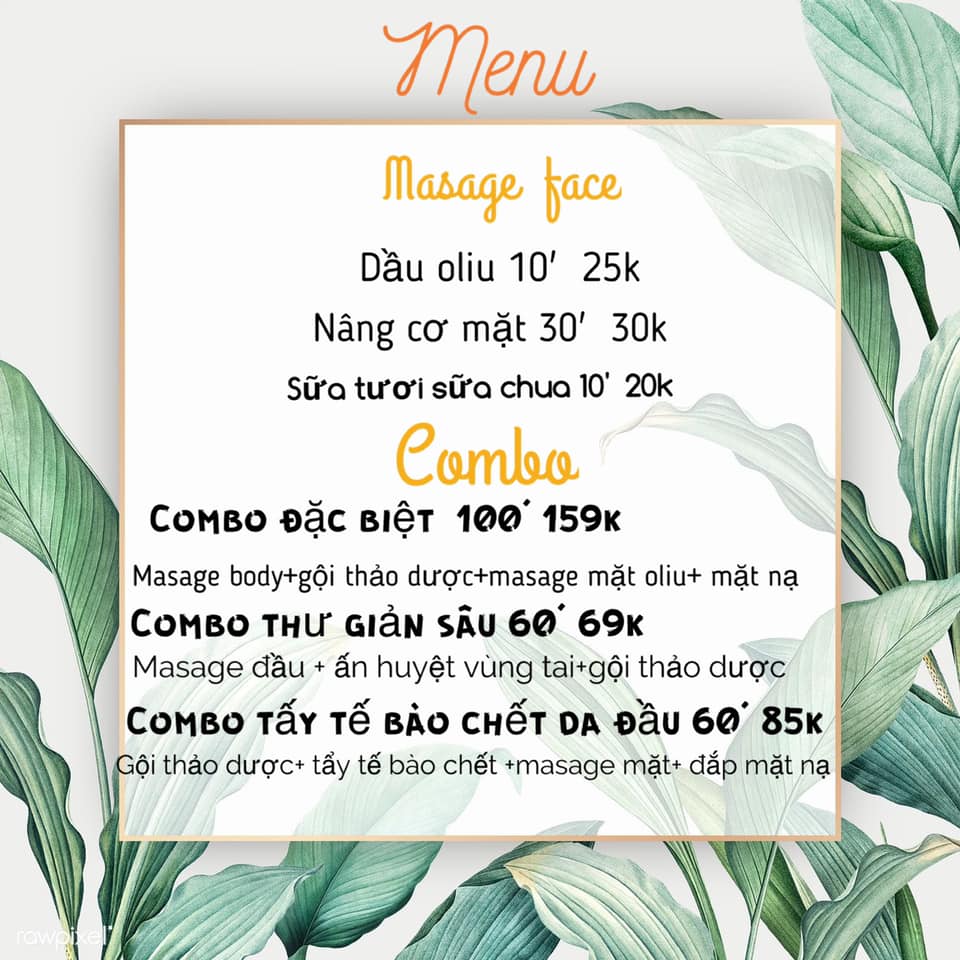 Menu
Masage face
Dầu oliu 10' 25k
Nâng cơ mặt 30' 30k
Sữa tươi sữa chua 10' 20k
Combo
COMBO ĐẶC BIỆT 100' 159K
Masage body+gội thảo dược+masage mặt oliu+ mặt nạ
COMBO THƯ GIẢN SÂU 60' 69K
Masage đầu + ấn huyệt vùng tai+gội thảo dược
COMBO TẤY TẾ BÀO CHẾT DA ĐẦU 60' 85K
Gội thảo dược+ tẩy tế bào chết +masage mặt+ đắp mặt nạ
rawpixel